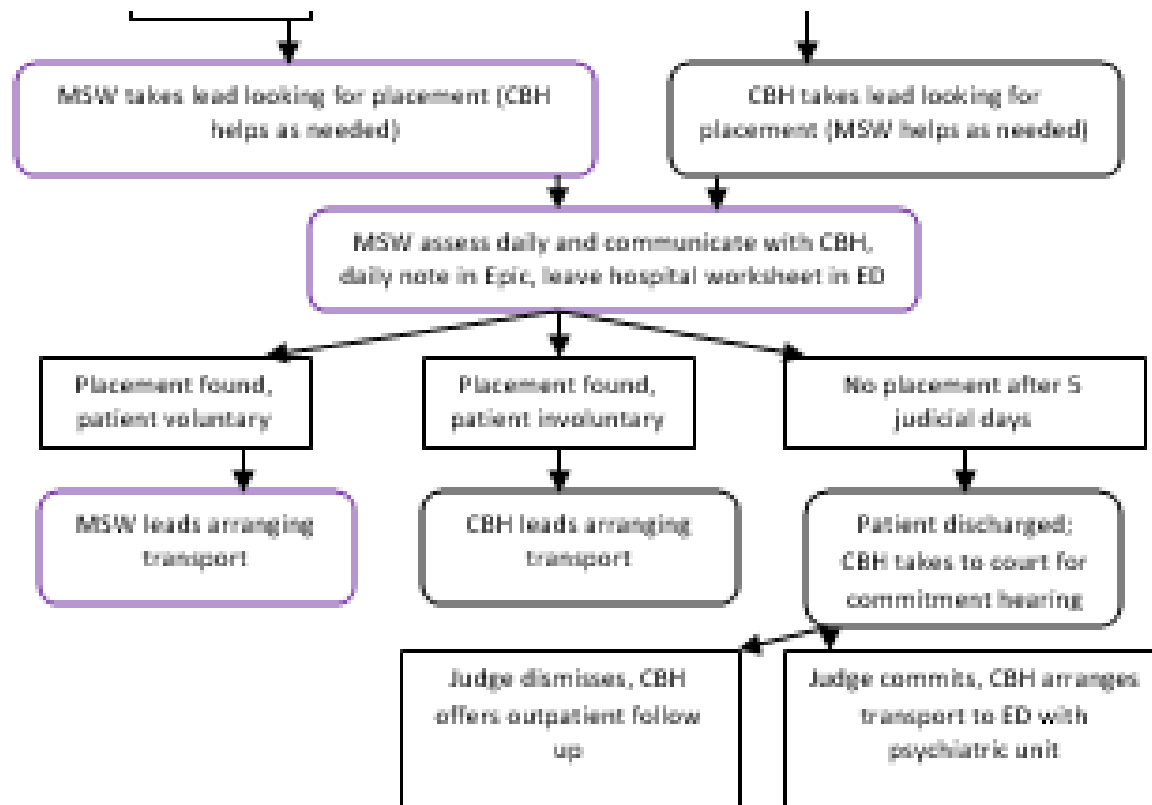 MSW takes lead looking for placement (CBH
helps as needed)
CBH takes lead looking for
placement (MSW helps as needed)
MSW assess daily and communicate with CBH,
daily note in Epic, leave hospital worksheet in ED
Placement found,
patient voluntary
Placement found,
patient involuntary
No placement after 5
judicial days
MSW leads arranging
transport
CBH leads arranging
transport
Patient discharged;
CBH takes to court for
commitment hearing
Judge dismisses, CBH
offers outpatient follow
up
Judge commits, CBH arranges
transport to ED with
psychiatric unit